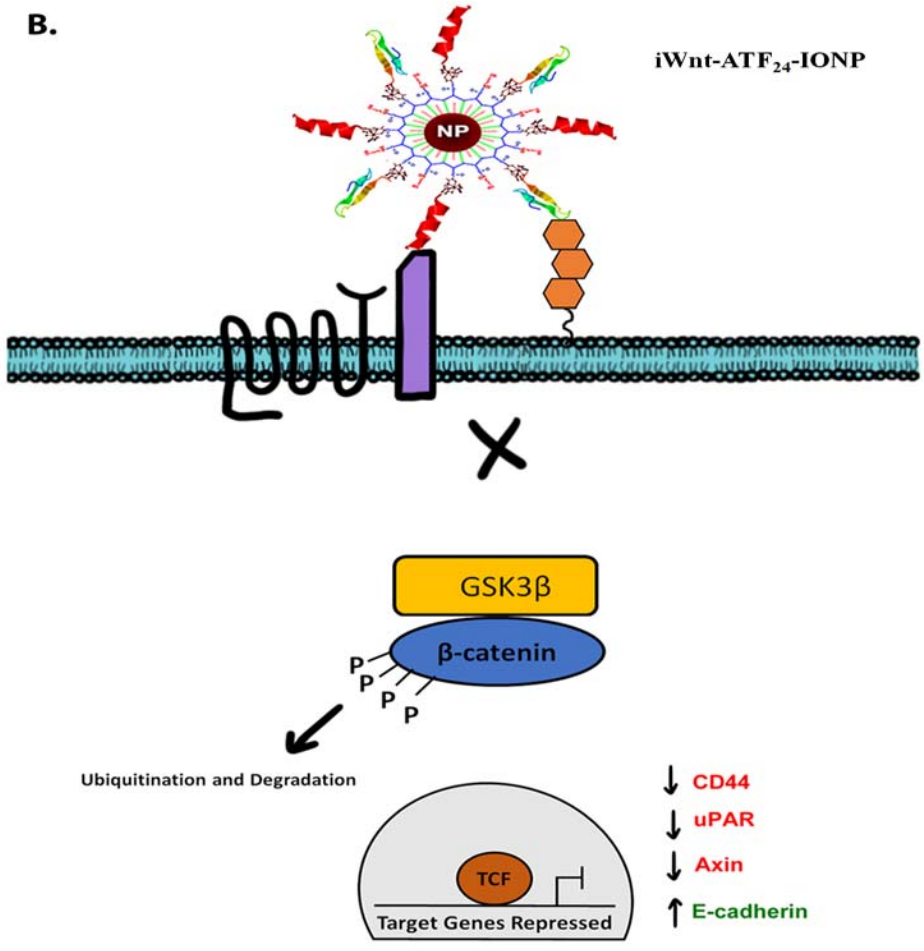 B.
iWnt-ATF₂₄-IONP
NP
GSK3β
β-catenin
P
P
P
P
Ubiquitination and Degradation
↓ CD44
↓ uPAR
↓ Axin
↑ E-cadherin
TCF
Target Genes Repressed